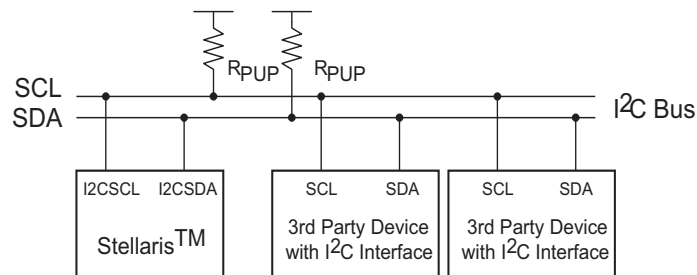 RPUP RPUP
SCL
SDA
I²C Bus
I2CSCL I2CSDA
Stellaris™
SCL SDA
3rd Party Device
with I²C Interface
SCL SDA
3rd Party Device
with I²C Interface